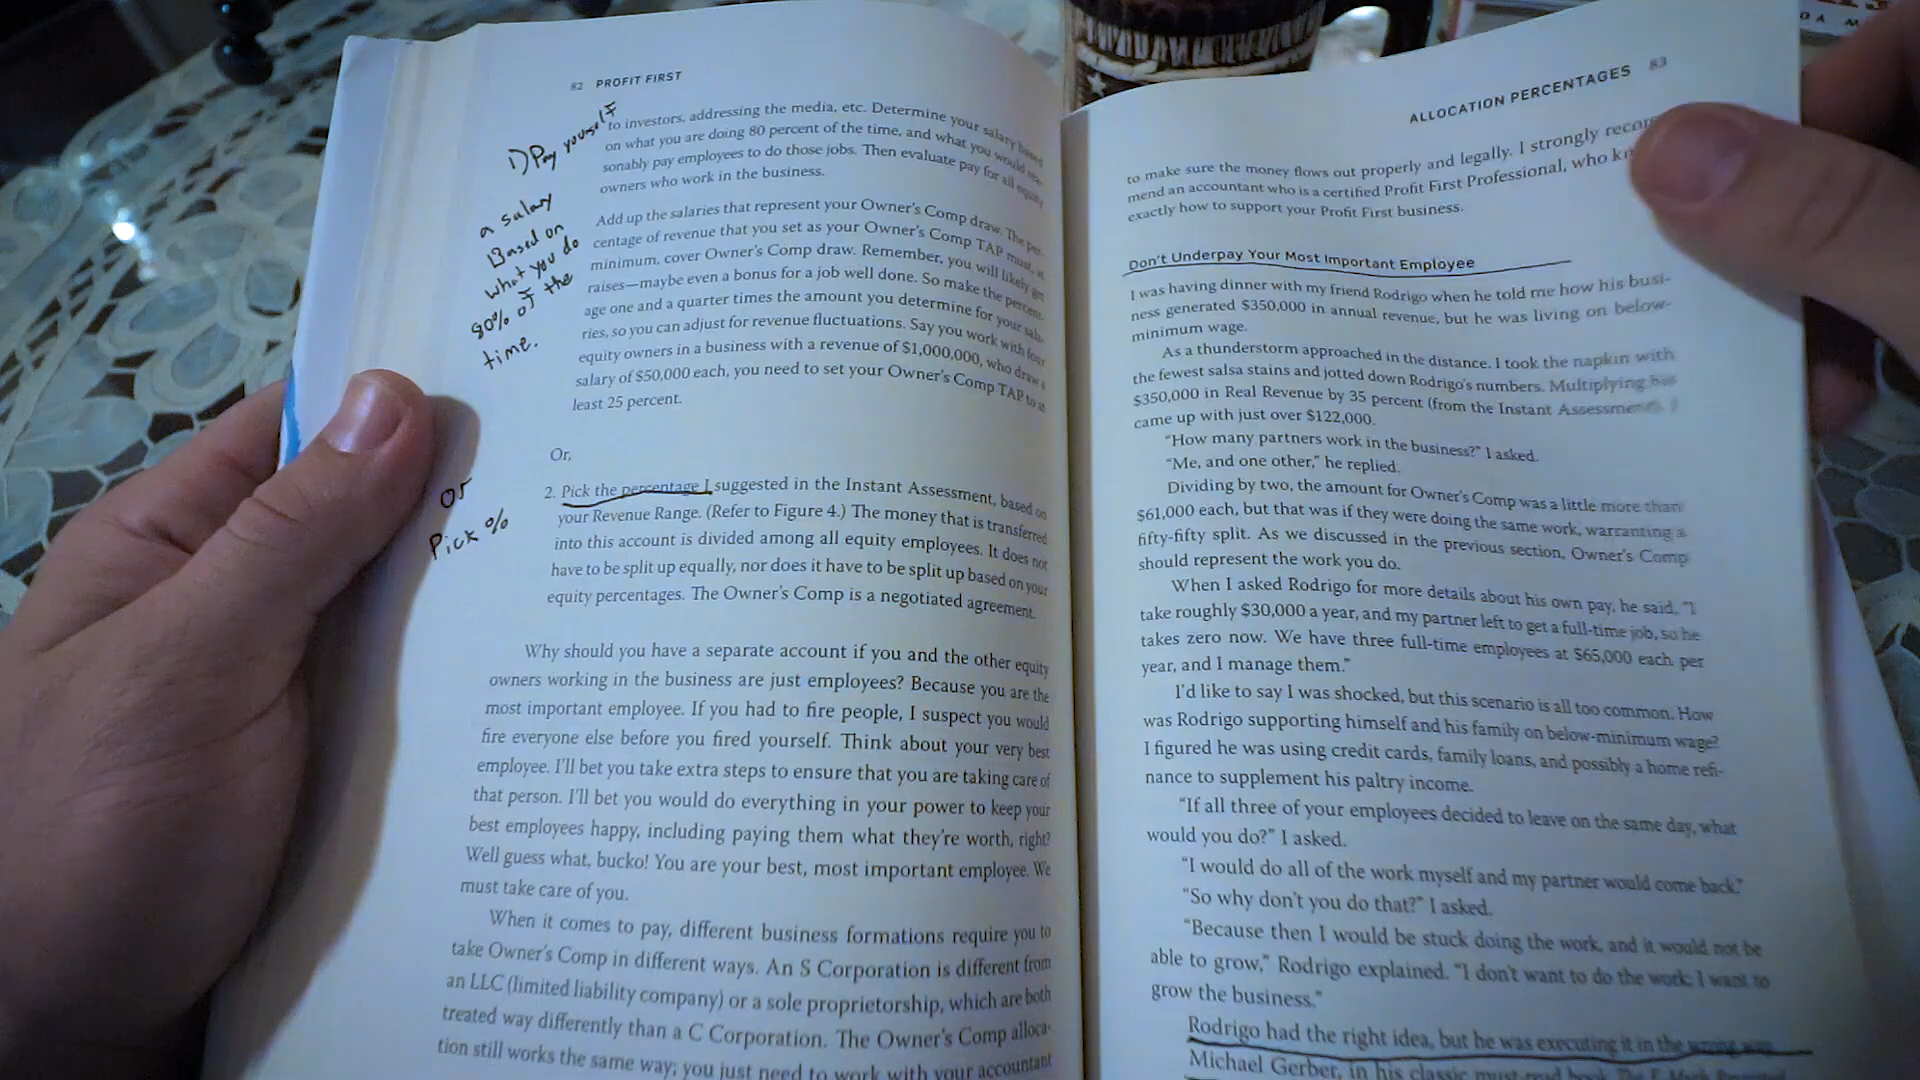 82 PROFIT FIRST
1) Pay yourself
a salary
Based on
what you do
80% of the
time.
to investors, addressing the media, etc. Determine your salary based
on what you are doing 80 percent of the time, and what you would rea-
sonably pay employees to do those jobs. Then evaluate pay for all equity
owners who work in the business.
Add up the salaries that represent your Owner's Comp draw. The per-
centage of revenue that you set as your Owner's Comp TAP must, at
minimum, cover Owner's Comp draw. Remember, you will likely get
raises—maybe even a bonus for a job well done. So make the percent-
age one and a quarter times the amount you determine for your sala-
ries, so you can adjust for revenue fluctuations. Say you work with four
equity owners in a business with a revenue of $1,000,000, who draw a
salary of $50,000 each, you need to set your Owner's Comp TAP to at
least 25 percent.
Or,
or
Pick %
2. Pick the percentage I suggested in the Instant Assessment, based on
your Revenue Range. (Refer to Figure 4.) The money that is transferred
into this account is divided among all equity employees. It does not
have to be split up equally, nor does it have to be split up based on your
equity percentages. The Owner's Comp is a negotiated agreement.
Why should you have a separate account if you and the other equity
owners working in the business are just employees? Because you are the
most important employee. If you had to fire people, I suspect you would
fire everyone else before you fired yourself. Think about your very best
employee. I'll bet you take extra steps to ensure that you are taking care of
that person. I'll bet you would do everything in your power to keep your
best employees happy, including paying them what they're worth, right?
Well guess what, bucko! You are your best, most important employee. We
must take care of you.
When it comes to pay, different business formations require you to
take Owner's Comp in different ways. An S Corporation is different from
an LLC (limited liability company) or a sole proprietorship, which are both
treated way differently than a C Corporation. The Owner's Comp alloca-
tion still works the same way; you just need to work with your accountant
ALLOCATION PERCENTAGES 83
to make sure the money flows out properly and legally. I strongly recom-
mend an accountant who is a certified Profit First Professional, who
exactly how to support your Profit First business.
Don't Underpay Your Most Important Employee
I was having dinner with my friend Rodrigo when he told me how his busi-
ness generated $350,000 in annual revenue, but he was living on below-
minimum wage.
As a thunderstorm approached in the distance, I took the napkin with
the fewest salsa stains and jotted down Rodrigo's numbers. Multiplying his
$350,000 in Real Revenue by 35 percent (from the Instant Assessment), I
came up with just over $122,000.
"How many partners work in the business?" I asked.
"Me, and one other," he replied.
Dividing by two, the amount for Owner's Comp was a little more than
$61,000 each, but that was if they were doing the same work, warranting a
fifty-fifty split. As we discussed in the previous section, Owner's Comp
should represent the work you do.
When I asked Rodrigo for more details about his own pay, he said, "I
take roughly $30,000 a year, and my partner left to get a full-time job, so he
takes zero now. We have three full-time employees at $65,000 each per
year, and I manage them."
I'd like to say I was shocked, but this scenario is all too common. How
was Rodrigo supporting himself and his family on below-minimum wage?
I figured he was using credit cards, family loans, and possibly a home refi-
nance to supplement his paltry income.
"If all three of your employees decided to leave on the same day, what
would you do?" I asked.
"I would do all of the work myself and my partner would come back."
"So why don't you do that?" I asked.
"Because then I would be stuck doing the work, and it would not be
able to grow," Rodrigo explained. "I don't want to do the work; I want to
grow the business."
Rodrigo had the right idea, but he was executing it in the wrong way.
Michael Gerber, in his classic must-read book